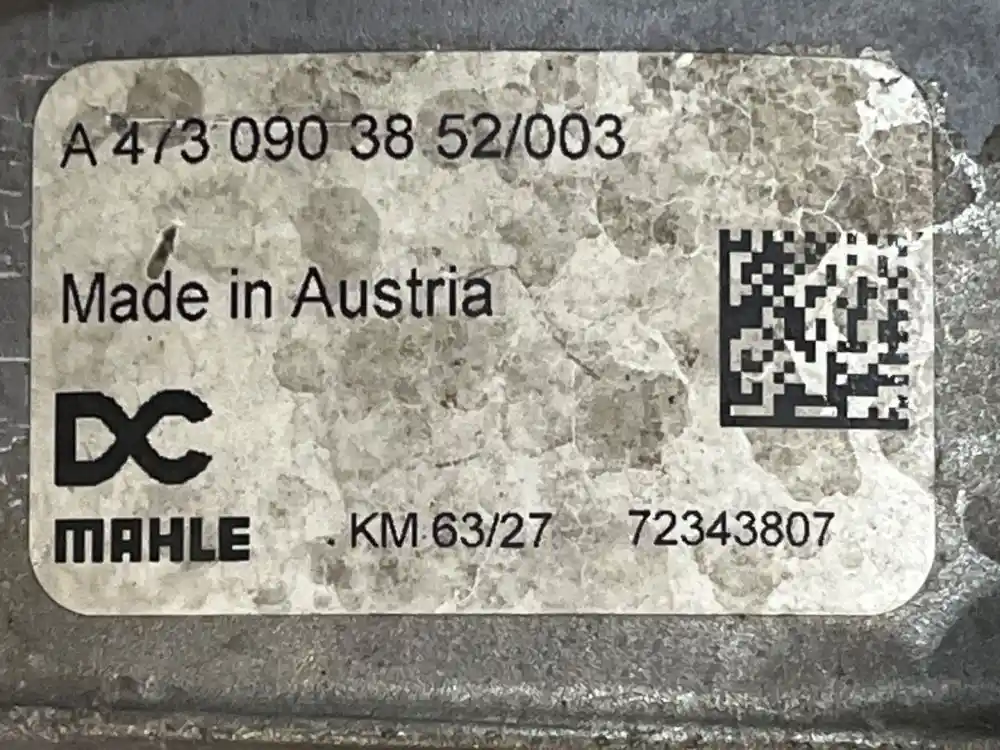 A 473 090 38 52/003
Made in Austria
DC
MAHLE KM 63/27 72343807